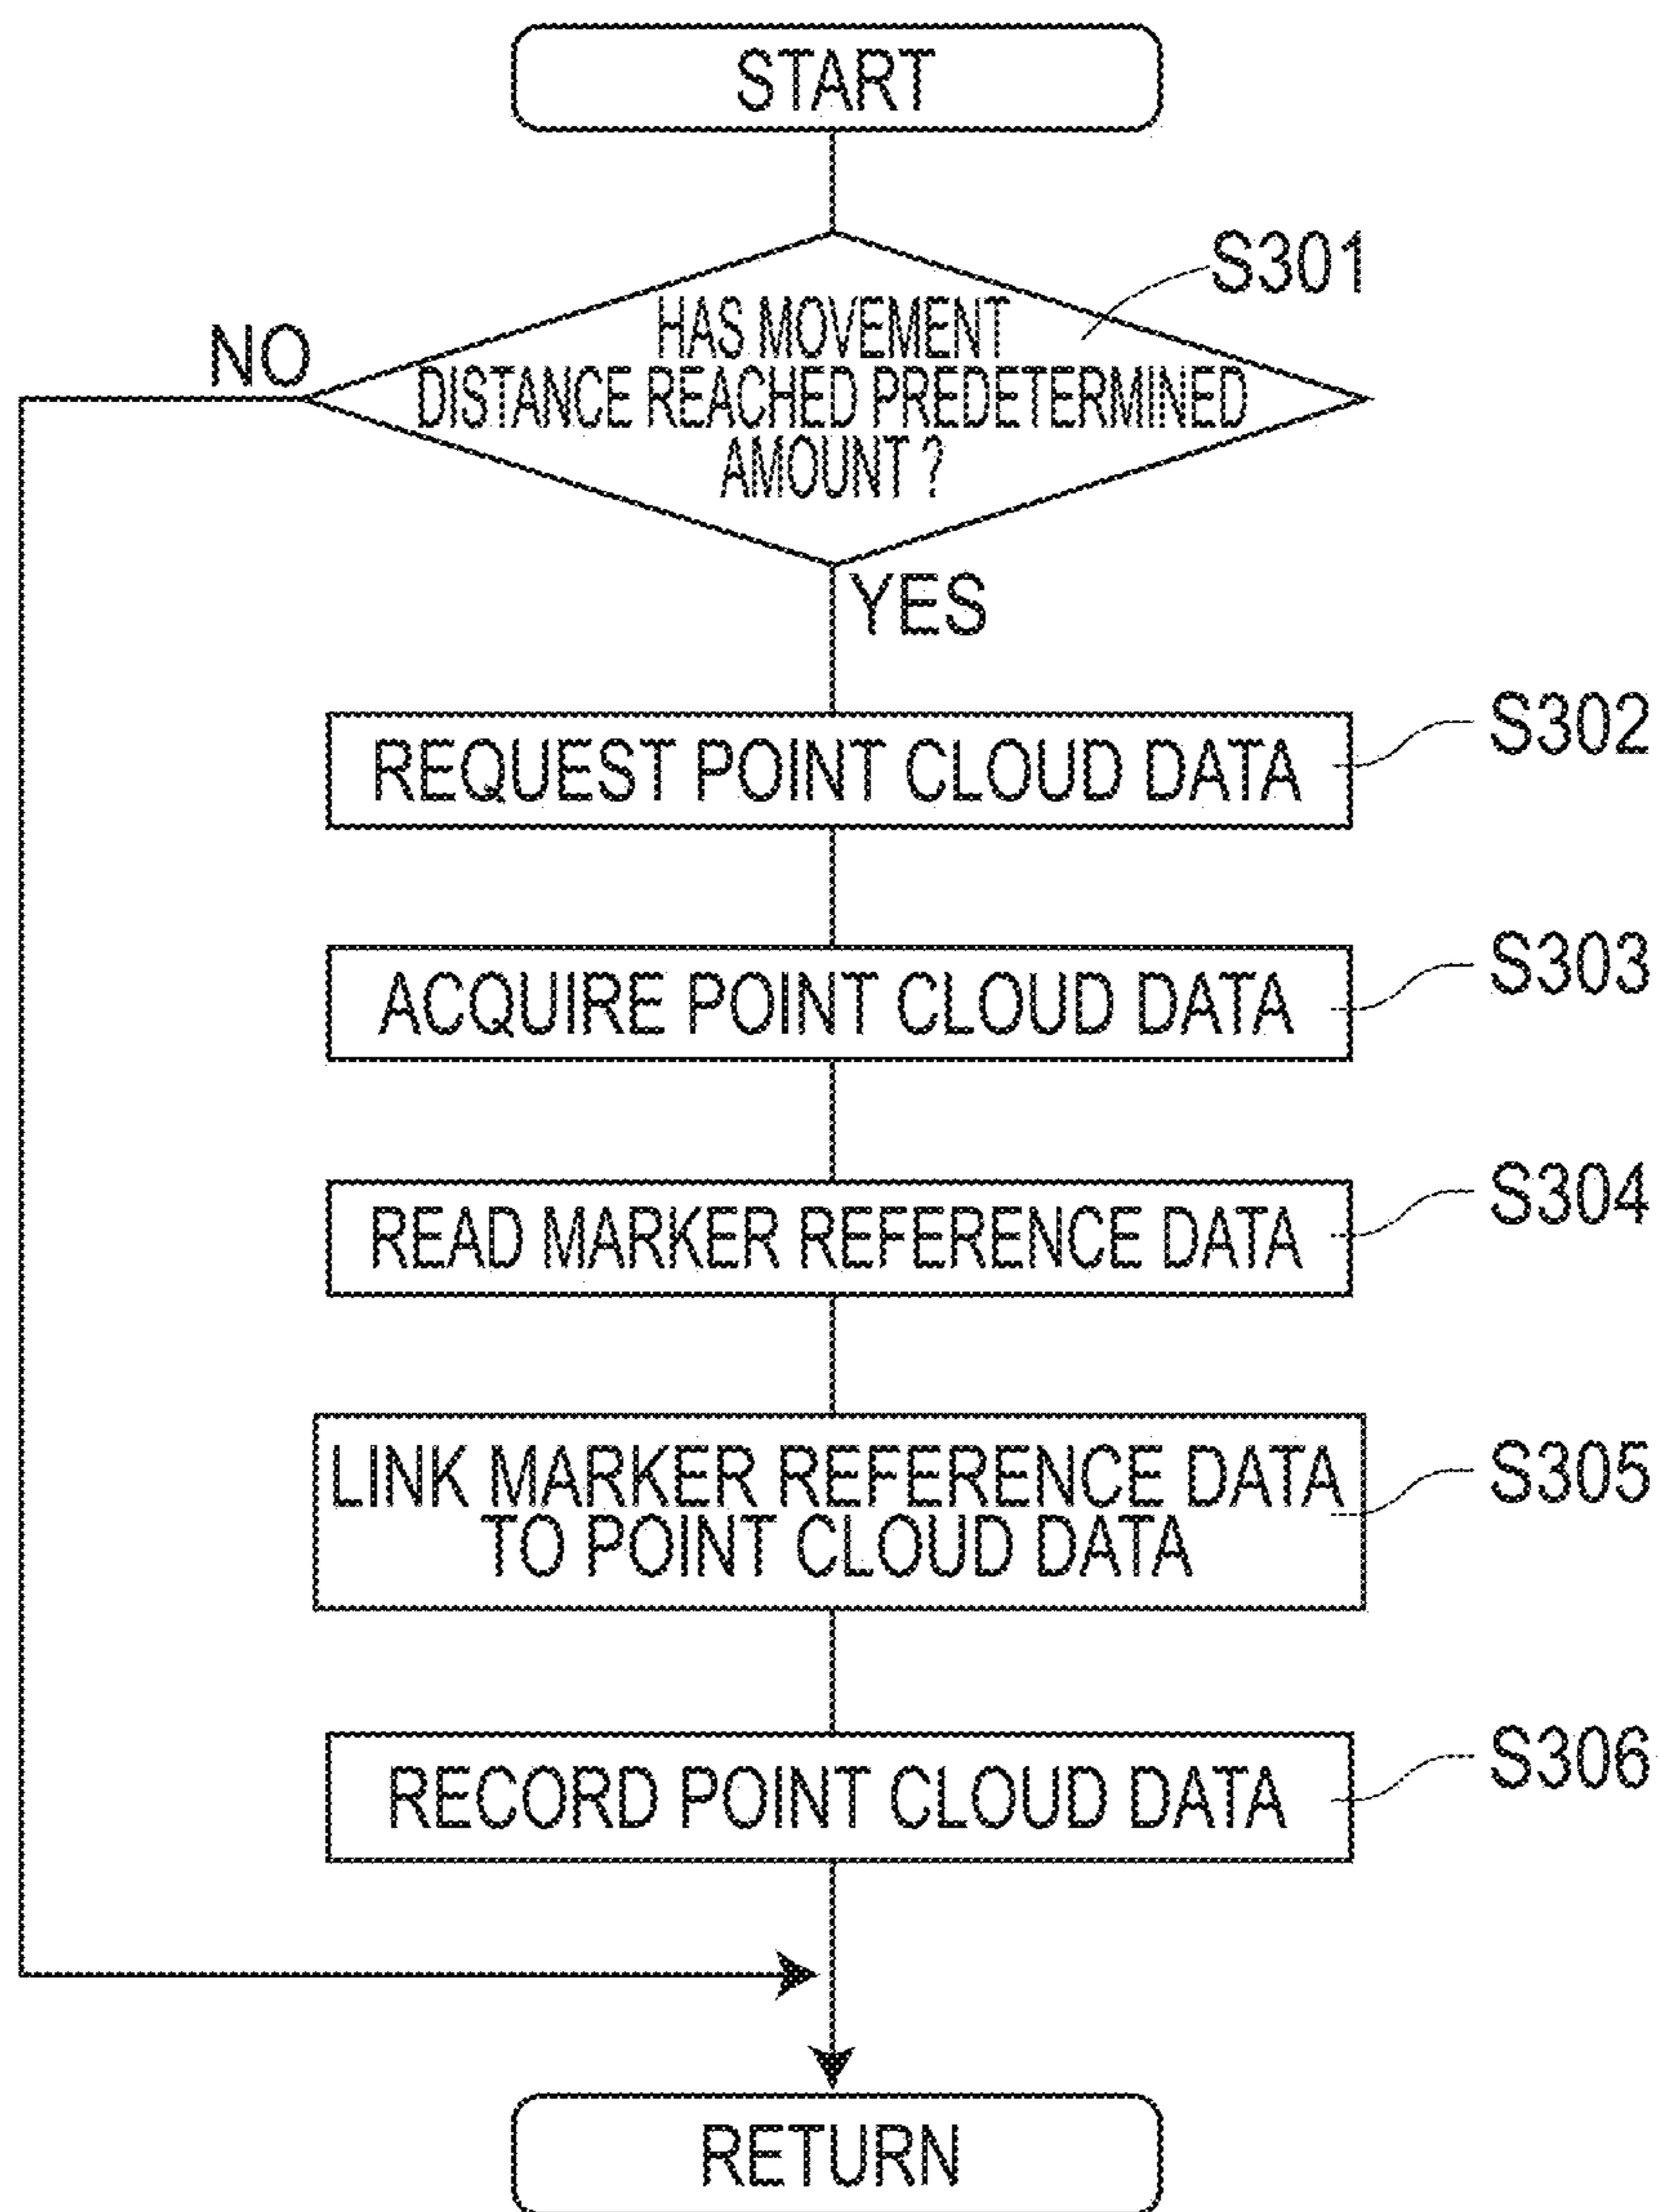 START
S301
HAS MOVEMENT
NO
DISTANCE REACHED PREDETERMINED
AMOUNT ?
YES
REQUEST POINT CLOUD DATA
S302
ACQUIRE POINT CLOUD DATA
S303
READ MARKER REFERENCE DATA
S304
LINK MARKER REFERENCE DATA
TO POINT CLOUD DATA
S305
RECORD POINT CLOUD DATA
S306
RETURN